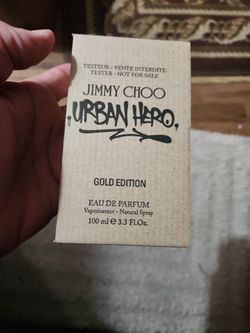 TESTEUR - VENTE INTERDITE
TESTER - NOT FOR SALE
JIMMY CHOO
URBAN HERO.
GOLD EDITION
EAU DE PARFUM
Vaporisateur - Natural Spray
100 ml e 3.3 Fl.Oz.